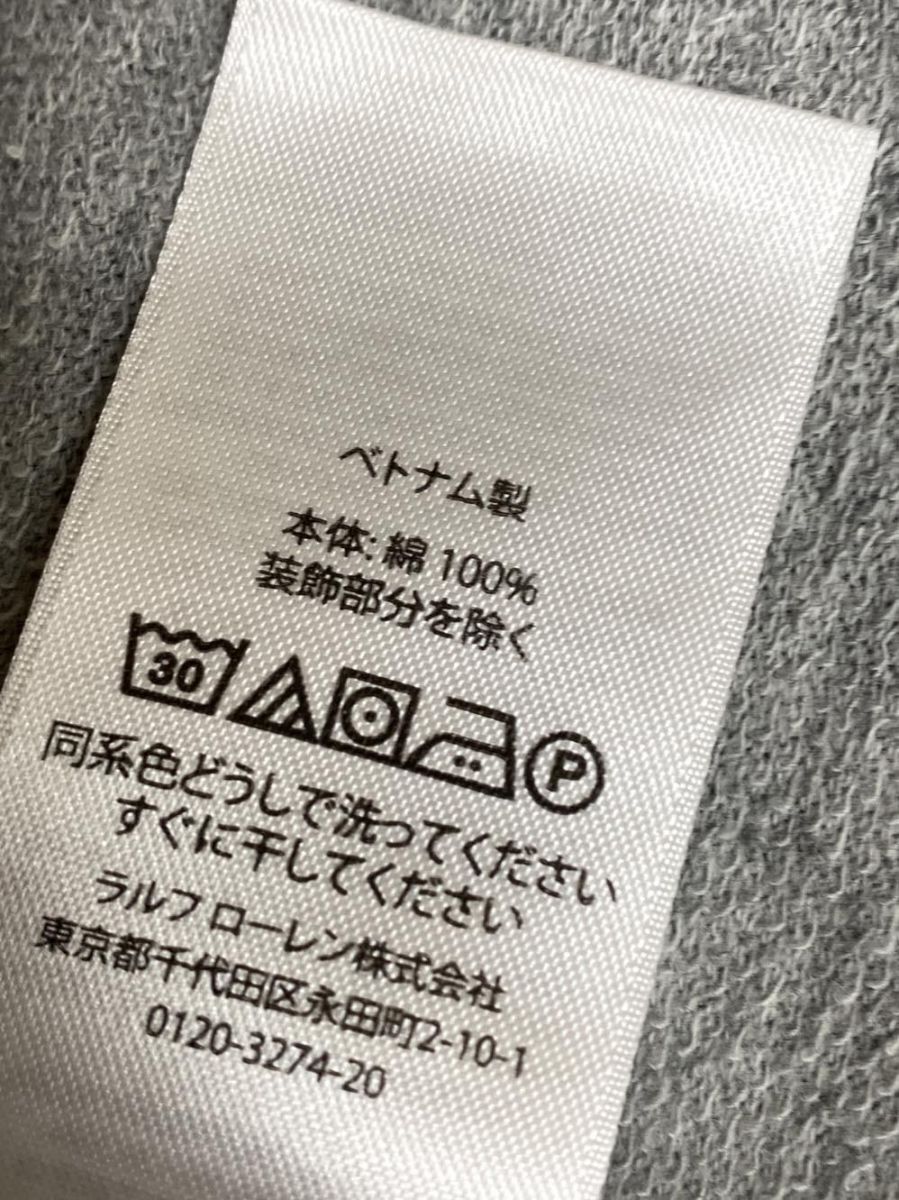 ベトナム製
本体: 綿 100%
装飾部分を除く
30 P
同系色どうしで洗ってください
すぐに干してください
ラルフ ローレン株式会社
東京都千代田区永田町2-10-1
0120-3274-20